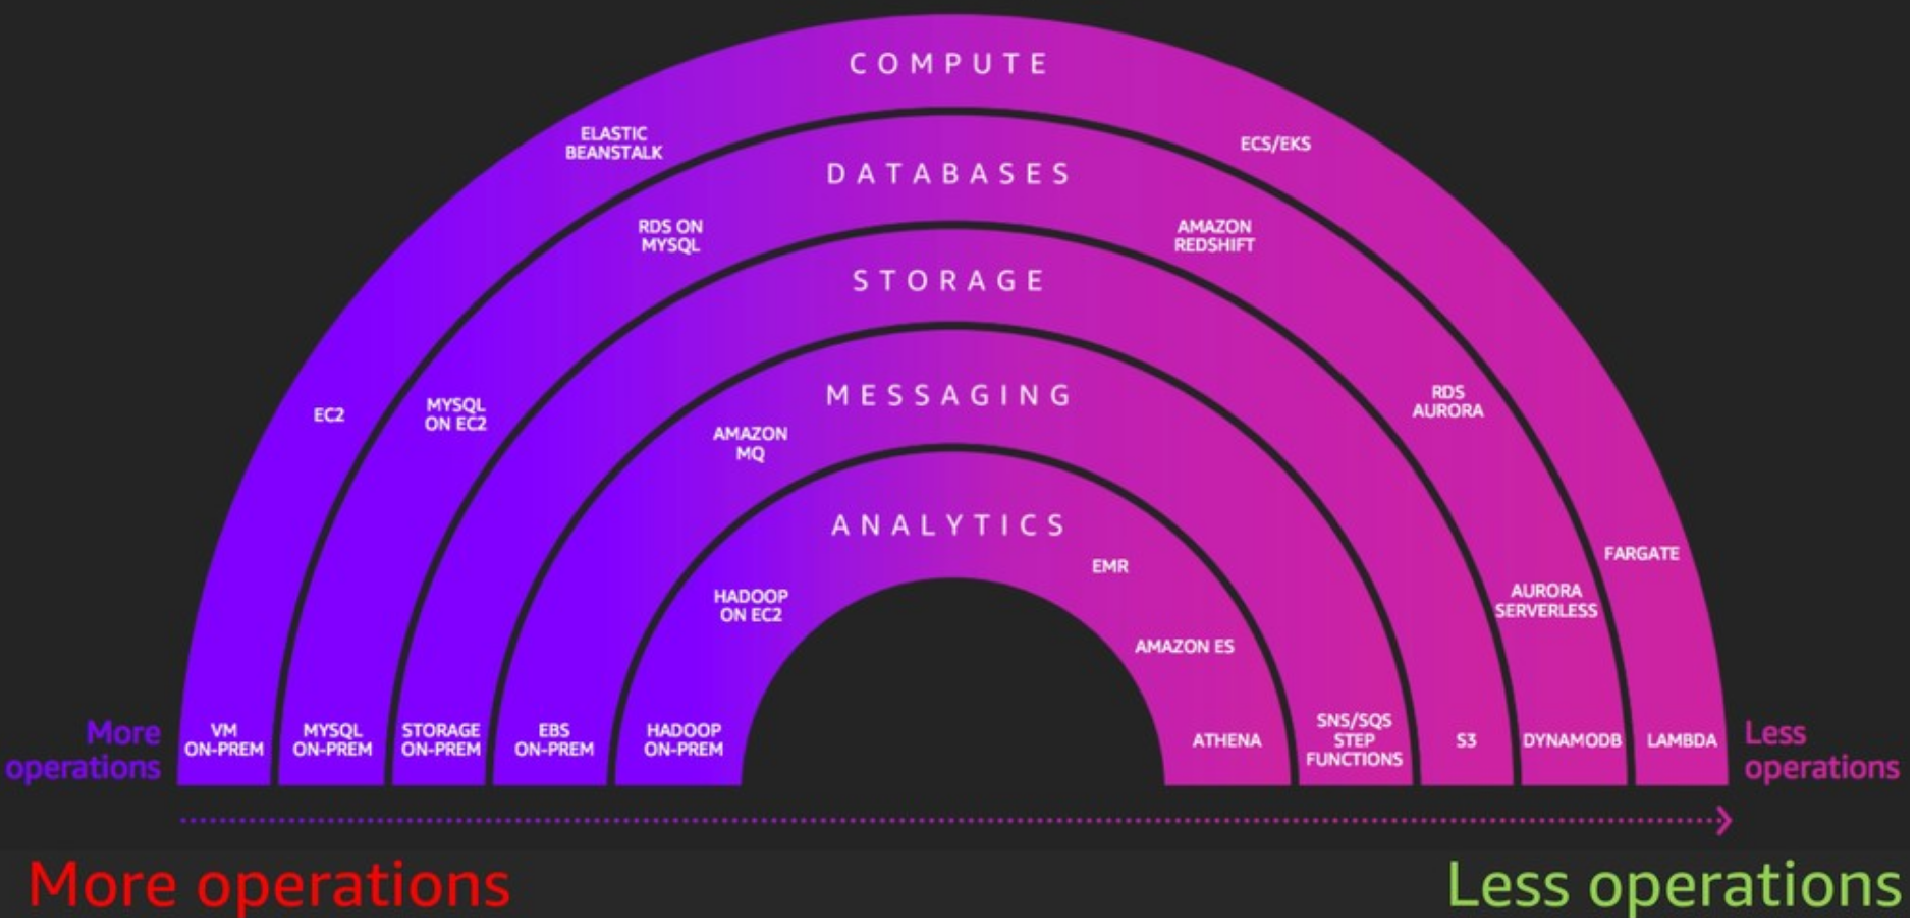 COMPUTE
ELASTIC
BEANSTALK
ECS/EKS
DATABASES
RDS ON
MYSQL
AMAZON
REDSHIFT
STORAGE
MESSAGING
EC2
MYSQL
ON EC2
AMAZON
MQ
RDS
AURORA
ANALYTICS
HADOOP
ON EC2
EMR
AMAZON ES
FARGATE
AURORA
SERVERLESS
More
operations
VM
ON-PREM
MYSQL
ON-PREM
STORAGE
ON-PREM
EBS
ON-PREM
HADOOP
ON-PREM
ATHENA
SNS/SQS
STEP
FUNCTIONS
S3
DYNAMODB
LAMBDA
Less
operations
More operations
Less operations